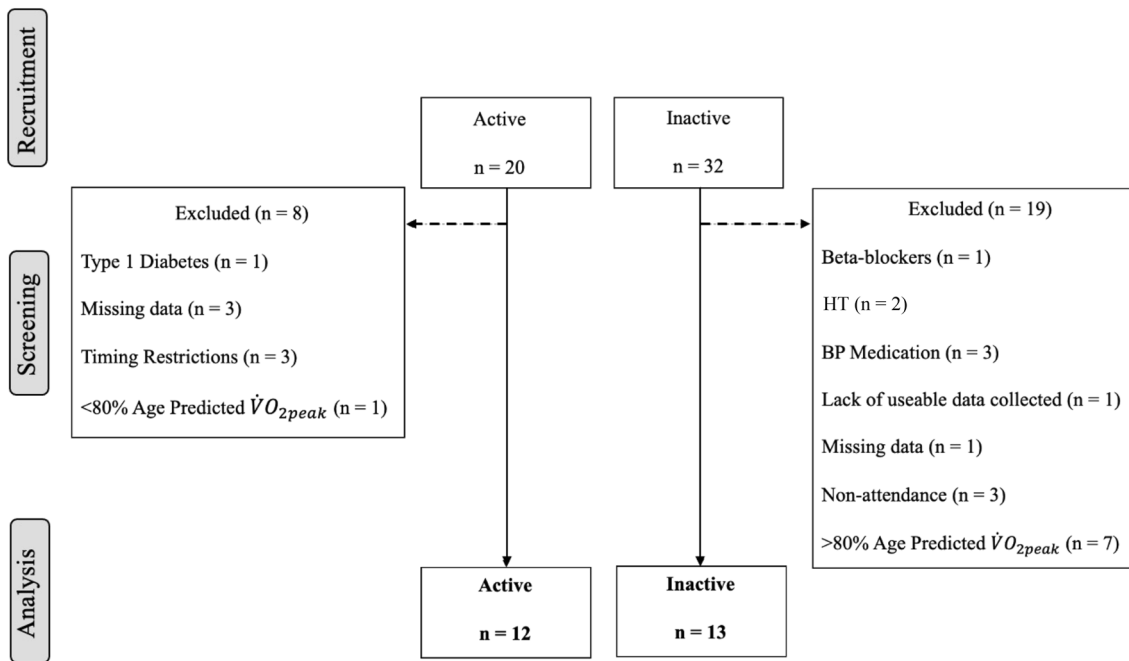 Recruitment
Active
n = 20
Inactive
n = 32
Screening
Excluded (n = 8)
Type 1 Diabetes (n = 1)
Missing data (n = 3)
Timing Restrictions (n = 3)
<80% Age Predicted V̇O₂peak (n = 1)
Excluded (n = 19)
Beta-blockers (n = 1)
HT (n = 2)
BP Medication (n = 3)
Lack of useable data collected (n = 1)
Missing data (n = 1)
Non-attendance (n = 3)
>80% Age Predicted V̇O₂peak (n = 7)
Analysis
Active
n = 12
Inactive
n = 13